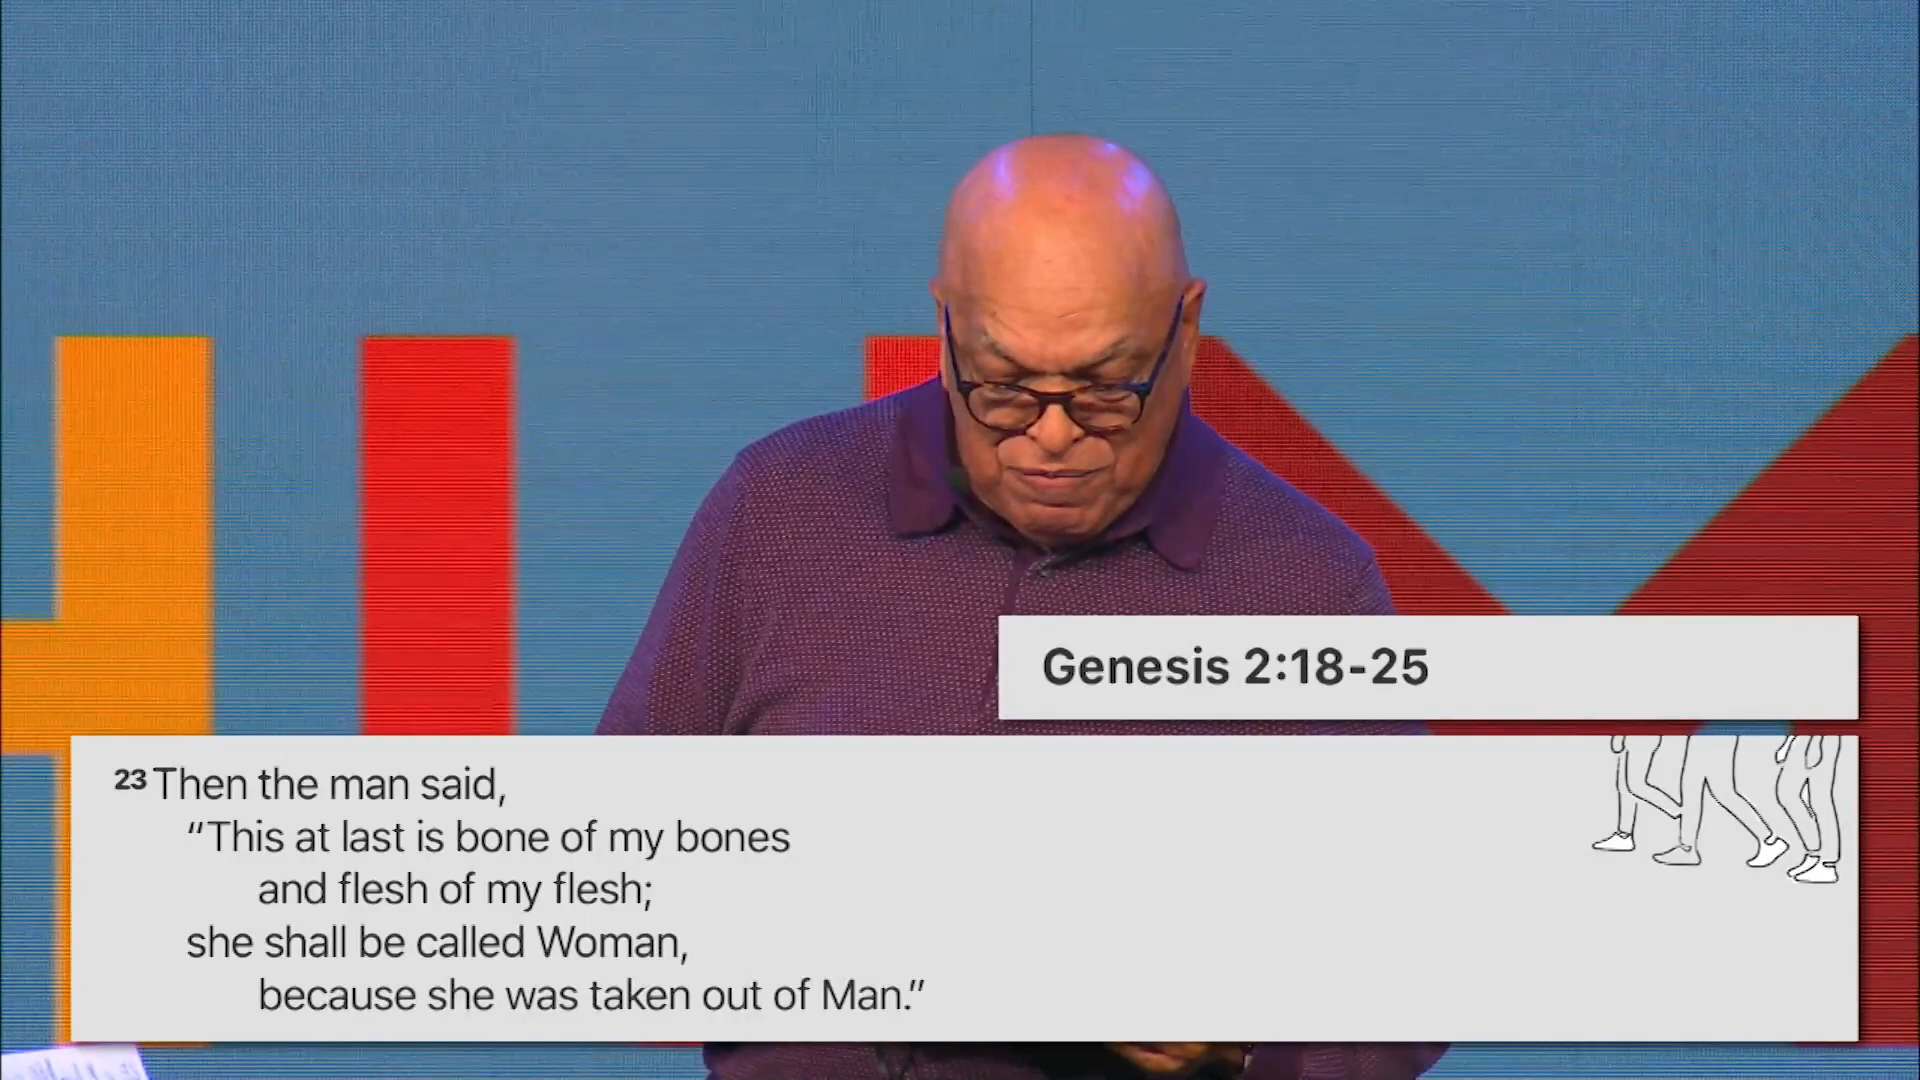 Genesis 2:18-25
23 Then the man said,
“This at last is bone of my bones
and flesh of my flesh;
she shall be called Woman,
because she was taken out of Man.”